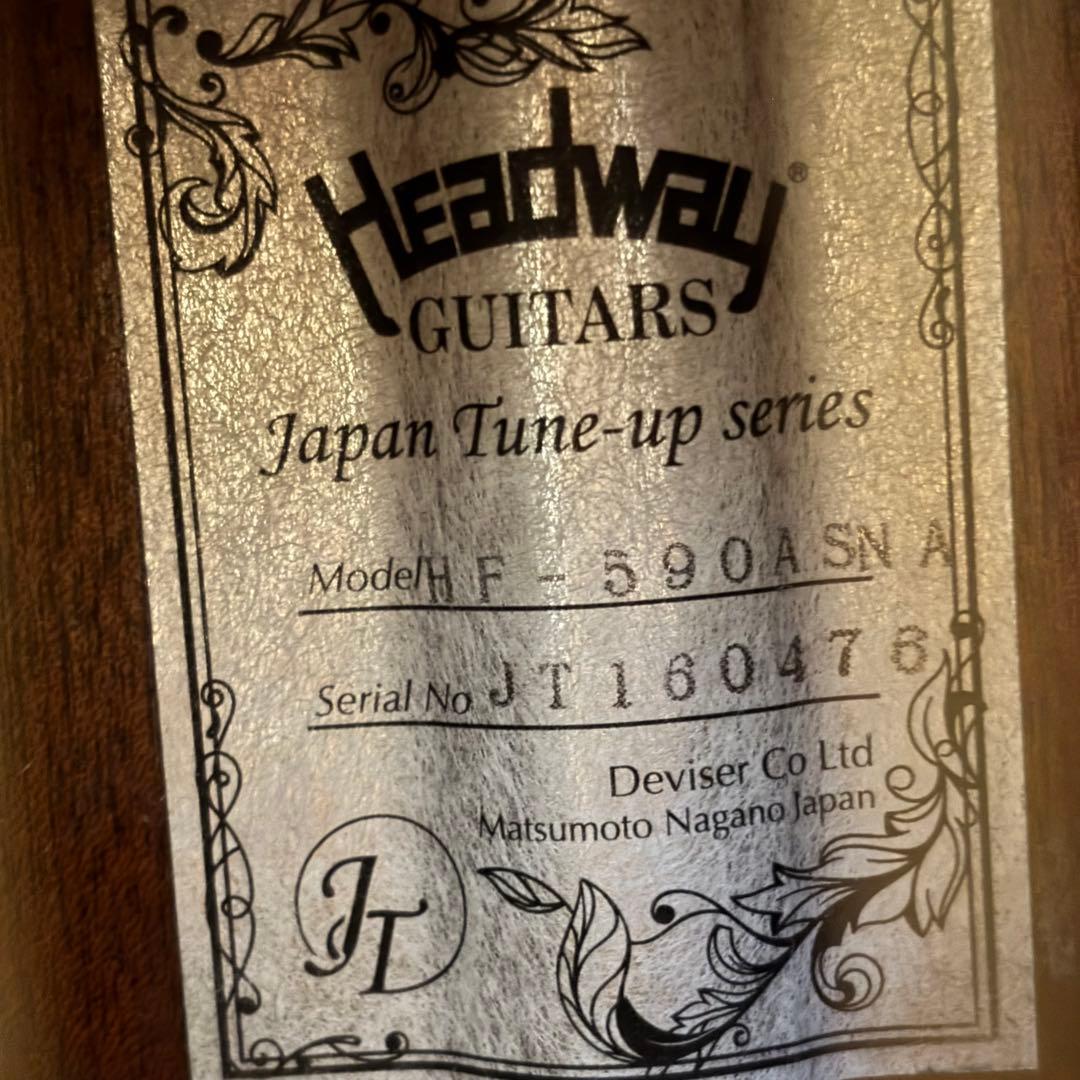 Headway®
GUITARS
Japan Tune-up series
Model HF-590ASNA
Serial No JT160476
Deviser Co Ltd
Matsumoto Nagano Japan
JT